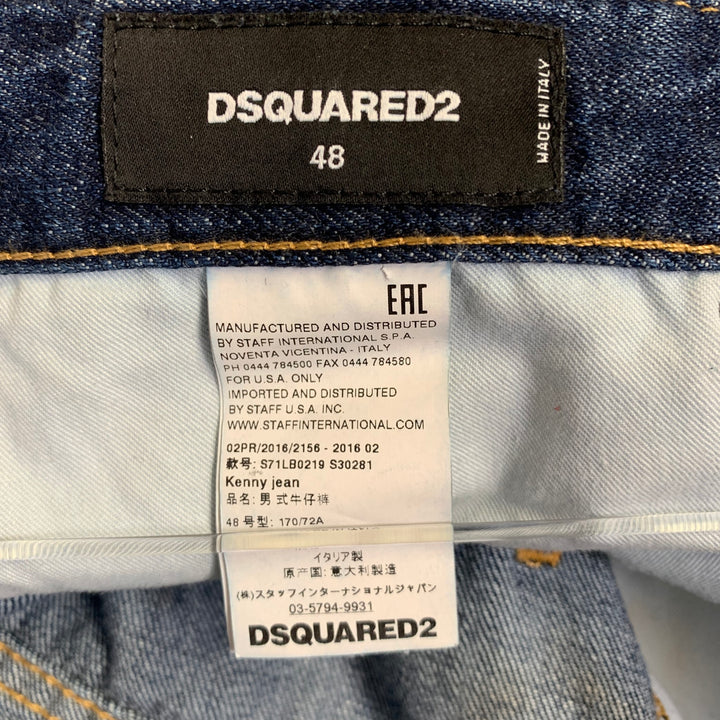 DSQUARED2
48
MADE IN ITALY
EAC
MANUFACTURED AND DISTRIBUTED
BY STAFF INTERNATIONAL S.P.A.
NOVENTA VICENTINA - ITALY
PH 0444 784500 FAX 0444 784580
FOR U.S.A. ONLY
IMPORTED AND DISTRIBUTED
BY STAFF U.S.A. INC.
WWW.STAFFINTERNATIONAL.COM
02PR/2016/2156 - 2016 02
款号: S71LB0219 S30281
Kenny jean
品名: 男式牛仔裤
48 号型: 170/72A
イタリア製
原产国: 意大利製造
(株)スタッフインターナショナルジャパン
03-5794-9931
DSQUARED2